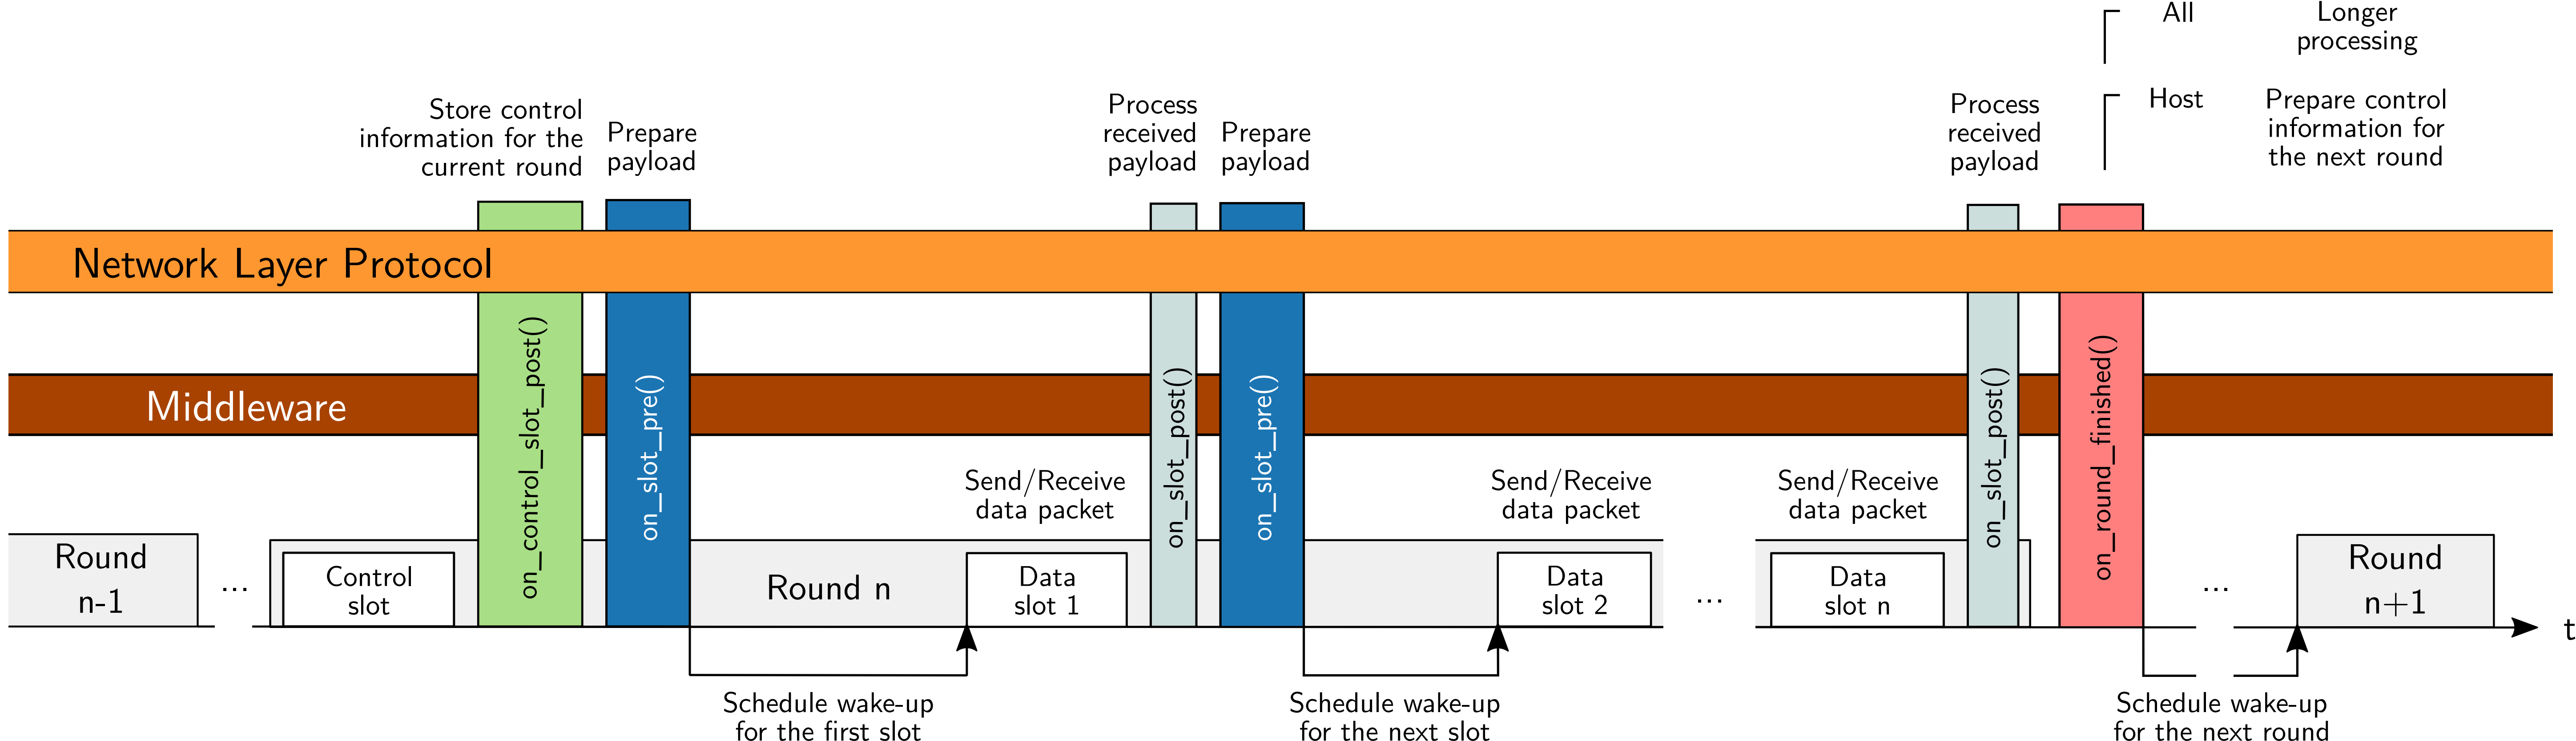 All
Longer
processing
Host
Prepare control
information for
the next round
Store control
information for the
current round
Prepare
payload
Process
received
payload
Prepare
payload
Process
received
payload
Network Layer Protocol
Middleware
on_control_slot_post()
on_slot_pre()
on_slot_post()
on_slot_pre()
on_slot_post()
on_round_finished()
Send/Receive
data packet
Send/Receive
data packet
Send/Receive
data packet
Round
n-1
...
Control
slot
Round n
Data
slot 1
Data
slot 2
...
Data
slot n
...
Round
n+1
t
Schedule wake-up
for the first slot
Schedule wake-up
for the next slot
Schedule wake-up
for the next round